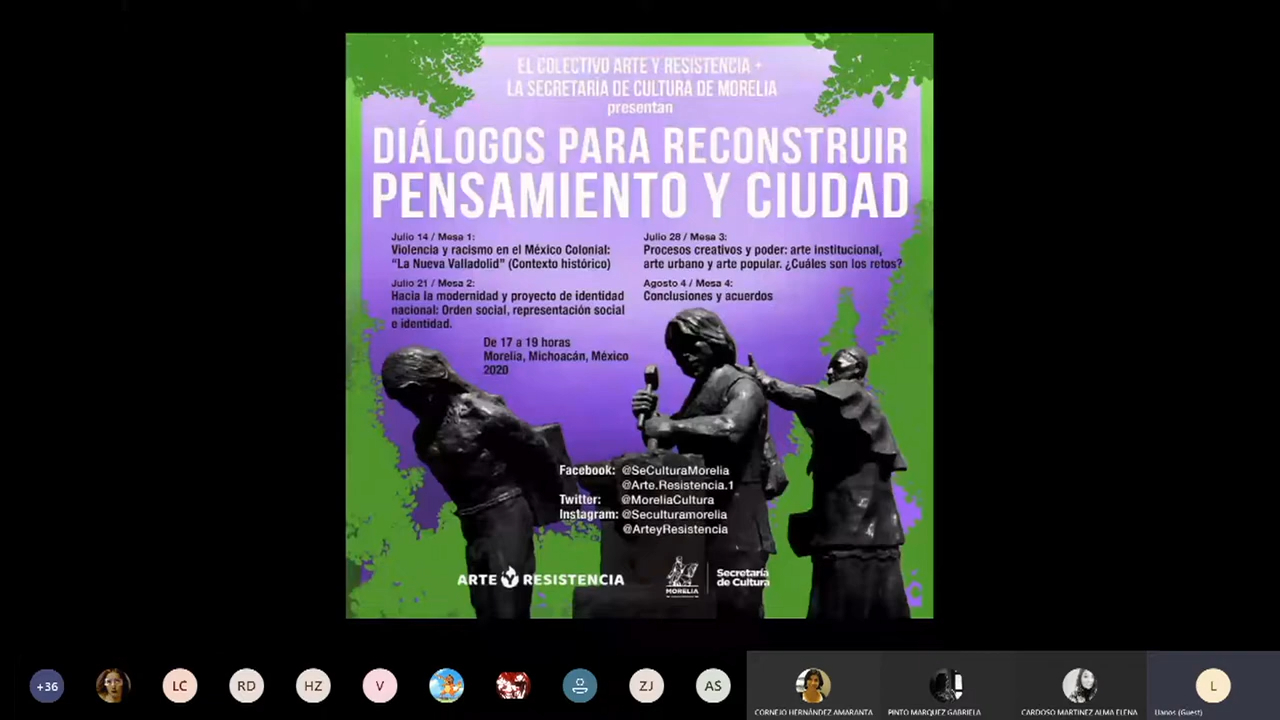 EL COLECTIVO ARTE Y RESISTENCIA +
LA SECRETARÍA DE CULTURA DE MORELIA
presentan
DIÁLOGOS PARA RECONSTRUIR
PENSAMIENTO Y CIUDAD
Julio 14 / Mesa 1:
Violencia y racismo en el México Colonial:
“La Nueva Valladolid” (Contexto histórico)
Julio 21 / Mesa 2:
Hacia la modernidad y proyecto de identidad
nacional: Orden social, representación social
e identidad.
Julio 28 / Mesa 3:
Procesos creativos y poder: arte institucional,
arte urbano y arte popular. ¿Cuáles son los retos?
Agosto 4 / Mesa 4:
Conclusiones y acuerdos
De 17 a 19 horas
Morelia, Michoacán, México
2020
Facebook: @SeCulturaMorelia
@Arte.Resistencia.1
Twitter: @MoreliaCultura
Instagram: @Seculturamorelia
@ArteyResistencia
ARTE Y RESISTENCIA
MORELIA
Secretaría
de Cultura
+36
LC
RD
HZ
V
ZJ
AS
L
CORNEJO HERNÁNDEZ AMARANTA
PINTO MARQUEZ GABRIELA
CARDOSO MARTINEZ ALMA ELENA
Llanos (Guest)